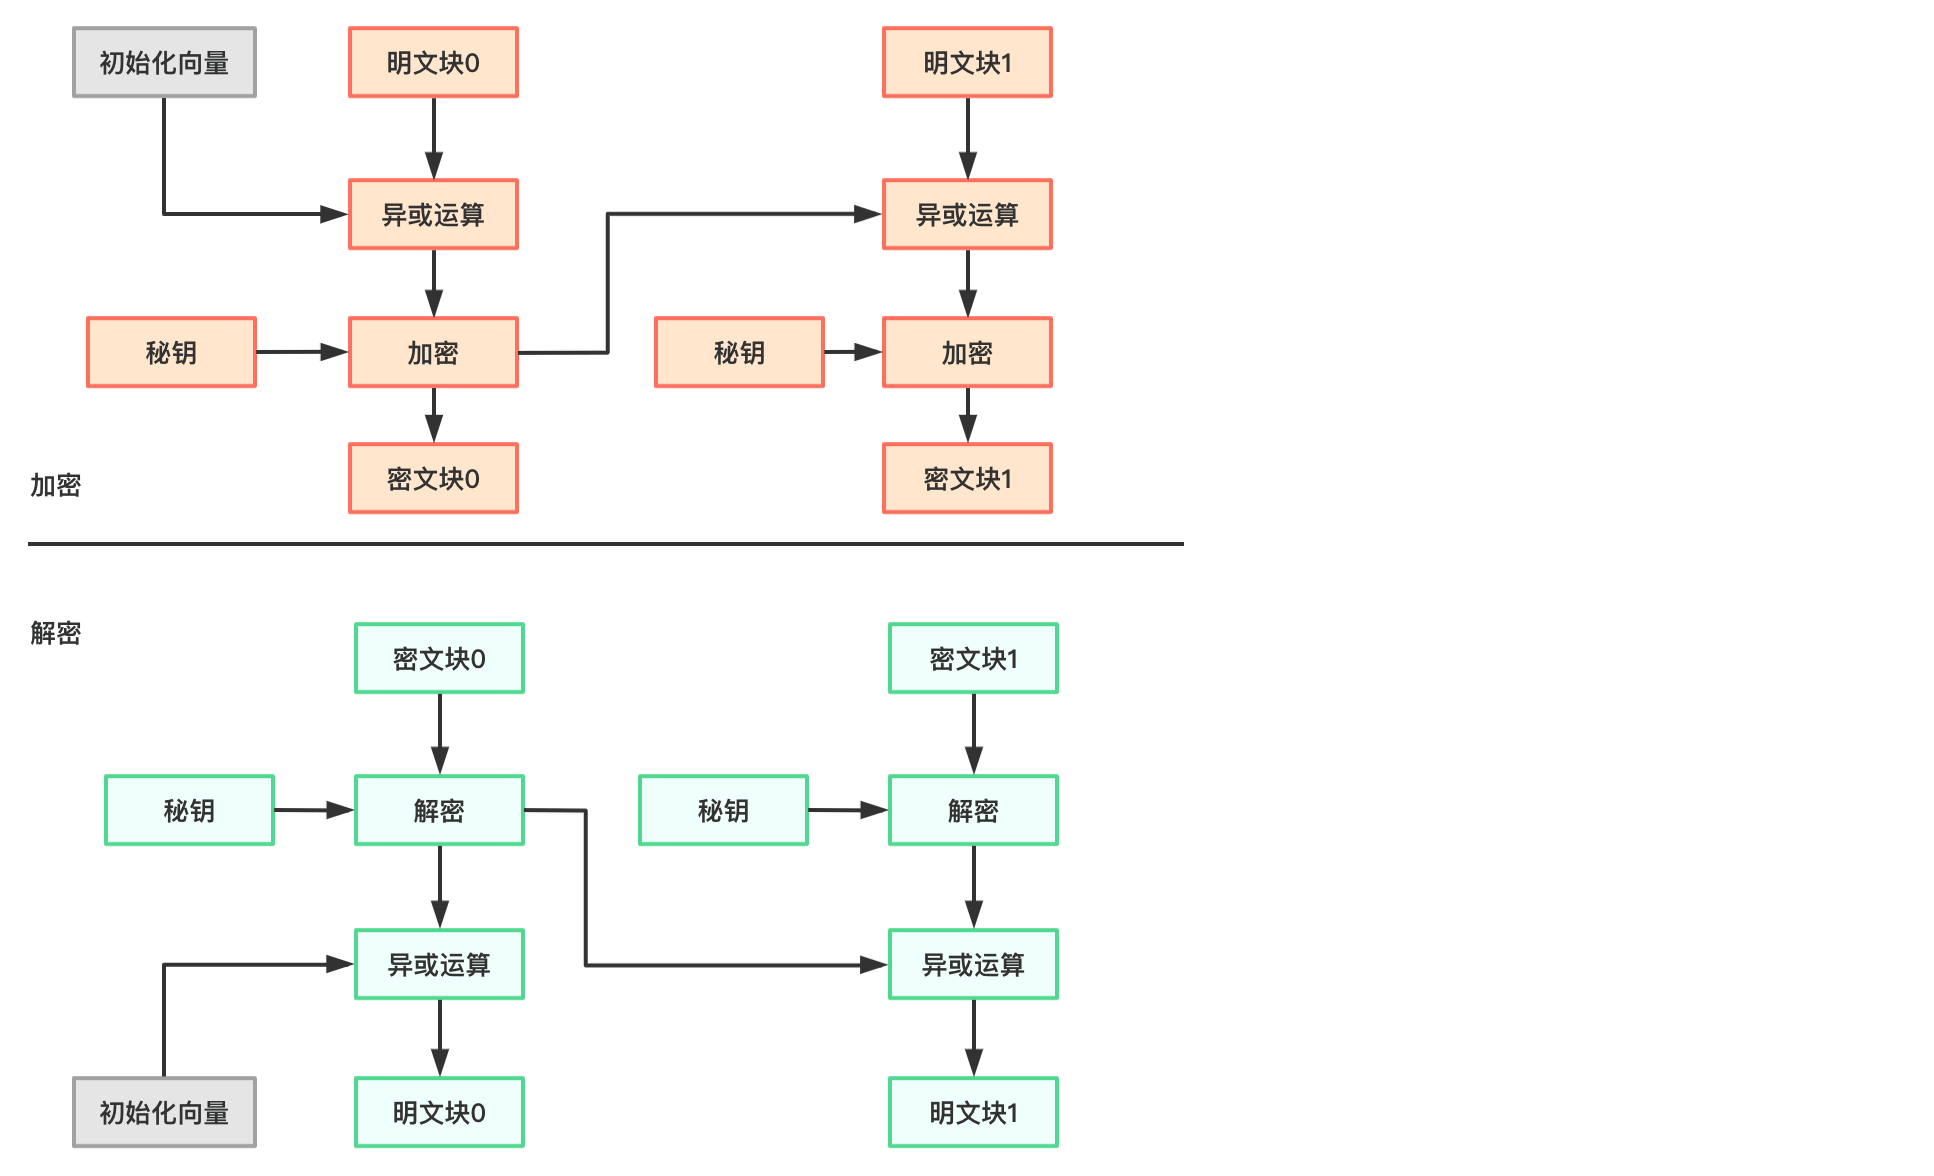 初始化向量
明文块0
明文块1
异或运算
异或运算
秘钥
加密
秘钥
加密
密文块0
密文块1
加密
解密
密文块0
密文块1
秘钥
解密
秘钥
解密
异或运算
异或运算
初始化向量
明文块0
明文块1